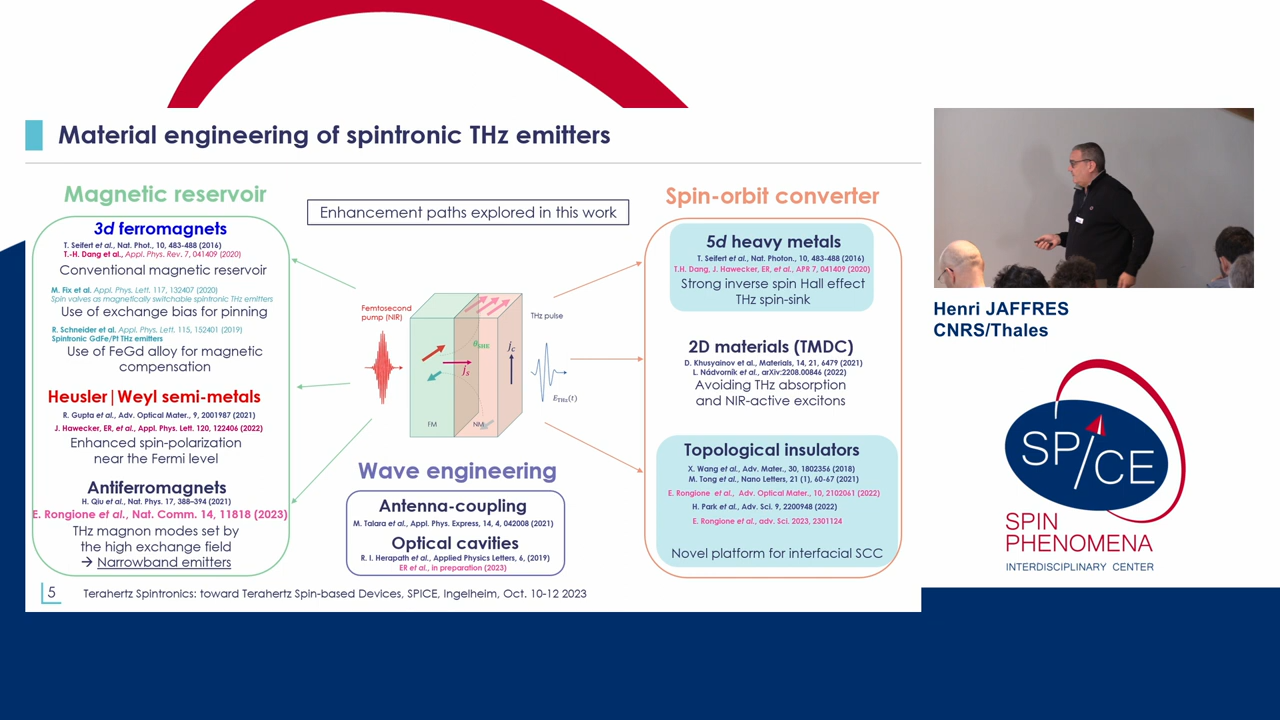 Material engineering of spintronic THz emitters
Magnetic reservoir
3d ferromagnets
T. Seifert et al., Nat. Phot., 10, 483-488 (2016)
T.-H. Dang et al., Appl. Phys. Rev. 7, 041409 (2020)
Conventional magnetic reservoir
M. Fix et al. Appl. Phys. Lett. 117, 132407 (2020)
Spin valves as magnetically switchable spintronic THz emitters
Use of exchange bias for pinning
R. Schneider et al. Appl. Phys. Lett. 115, 152401 (2019)
Spintronic GdFe/Pt THz emitters
Use of FeGd alloy for magnetic
compensation
Heusler|Weyl semi-metals
R. Gupta et al., Adv. Optical Mater., 9, 2001987 (2021)
J. Hawecker, ER, et al., Appl. Phys. Lett. 120, 122406 (2022)
Enhanced spin-polarization
near the Fermi level
Antiferromagnets
H. Qiu et al., Nat. Phys. 17, 388–394 (2021)
E. Rongione et al., Nat. Comm. 14, 11818 (2023)
THz magnon modes set by
the high exchange field
→ Narrowband emitters
Enhancement paths explored in this work
Femtosecond
pump (NIR)
THz pulse
θSHE
js
jc
ETHz(t)
FM
NM
Wave engineering
Antenna-coupling
M. Talara et al., Appl. Phys. Express, 14, 4, 042008 (2021)
Optical cavities
R. I. Herapath et al., Applied Physics Letters, 6, (2019)
ER et al., in preparation (2023)
Spin-orbit converter
5d heavy metals
T. Seifert et al., Nat. Photon., 10, 483-488 (2016)
T.H. Dang, J. Hawecker, ER, et al., APR 7, 041409 (2020)
Strong inverse spin Hall effect
THz spin-sink
2D materials (TMDC)
D. Khusyainov et al., Materials, 14, 21, 6479 (2021)
L. Nádvorník et al., arXiv:2208.00846 (2022)
Avoiding THz absorption
and NIR-active excitons
Topological insulators
X. Wang et al., Adv. Mater., 30, 1802356 (2018)
M. Tong et al., Nano Letters, 21 (1), 60-67 (2021)
E. Rongione et al., Adv. Optical Mater., 10, 2102061 (2022)
H. Park et al., Adv. Sci. 9, 2200948 (2022)
E. Rongione et al., adv. Sci. 2023, 2301124
Novel platform for interfacial SCC
5
Terahertz Spintronics: toward Terahertz Spin-based Devices, SPICE, Ingelheim, Oct. 10-12 2023
Henri JAFFRES
CNRS/Thales
SP/CE
SPIN
PHENOMENA
INTERDISCIPLINARY CENTER